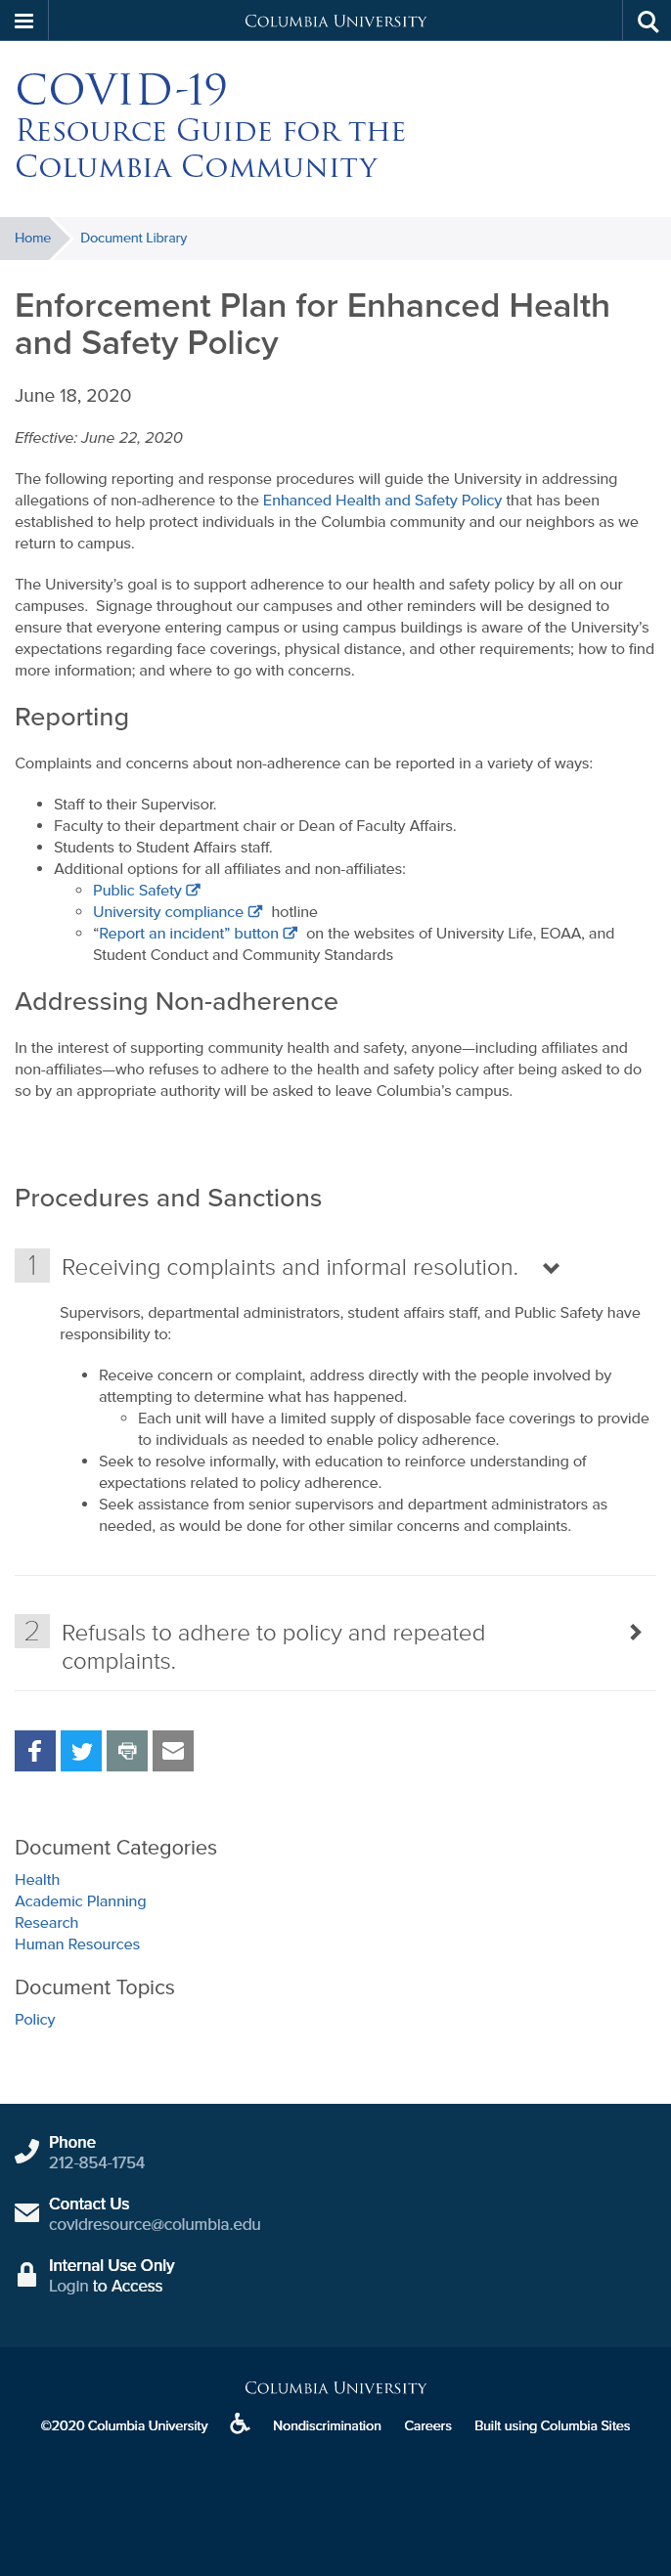 Columbia University
COVID-19
Resource Guide for the
Columbia Community
Home
Document Library
Enforcement Plan for Enhanced Health
and Safety Policy
June 18, 2020
Effective: June 22, 2020
The following reporting and response procedures will guide the University in addressing
allegations of non-adherence to the Enhanced Health and Safety Policy that has been
established to help protect individuals in the Columbia community and our neighbors as we
return to campus.
The University’s goal is to support adherence to our health and safety policy by all on our
campuses.  Signage throughout our campuses and other reminders will be designed to
ensure that everyone entering campus or using campus buildings is aware of the University’s
expectations regarding face coverings, physical distance, and other requirements; how to find
more information; and where to go with concerns.
Reporting
Complaints and concerns about non-adherence can be reported in a variety of ways:
Staff to their Supervisor.
Faculty to their department chair or Dean of Faculty Affairs.
Students to Student Affairs staff.
Additional options for all affiliates and non-affiliates:
Public Safety
University compliance hotline
“Report an incident” button on the websites of University Life, EOAA, and
Student Conduct and Community Standards
Addressing Non-adherence
In the interest of supporting community health and safety, anyone—including affiliates and
non-affiliates—who refuses to adhere to the health and safety policy after being asked to do
so by an appropriate authority will be asked to leave Columbia’s campus.
Procedures and Sanctions
1 Receiving complaints and informal resolution.
Supervisors, departmental administrators, student affairs staff, and Public Safety have
responsibility to:
Receive concern or complaint, address directly with the people involved by
attempting to determine what has happened.
Each unit will have a limited supply of disposable face coverings to provide
to individuals as needed to enable policy adherence.
Seek to resolve informally, with education to reinforce understanding of
expectations related to policy adherence.
Seek assistance from senior supervisors and department administrators as
needed, as would be done for other similar concerns and complaints.
2 Refusals to adhere to policy and repeated
complaints.
Document Categories
Health
Academic Planning
Research
Human Resources
Document Topics
Policy
Phone
212-854-1754
Contact Us
covidresource@columbia.edu
Internal Use Only
Login to Access
Columbia University
©2020 Columbia University Nondiscrimination Careers Built using Columbia Sites